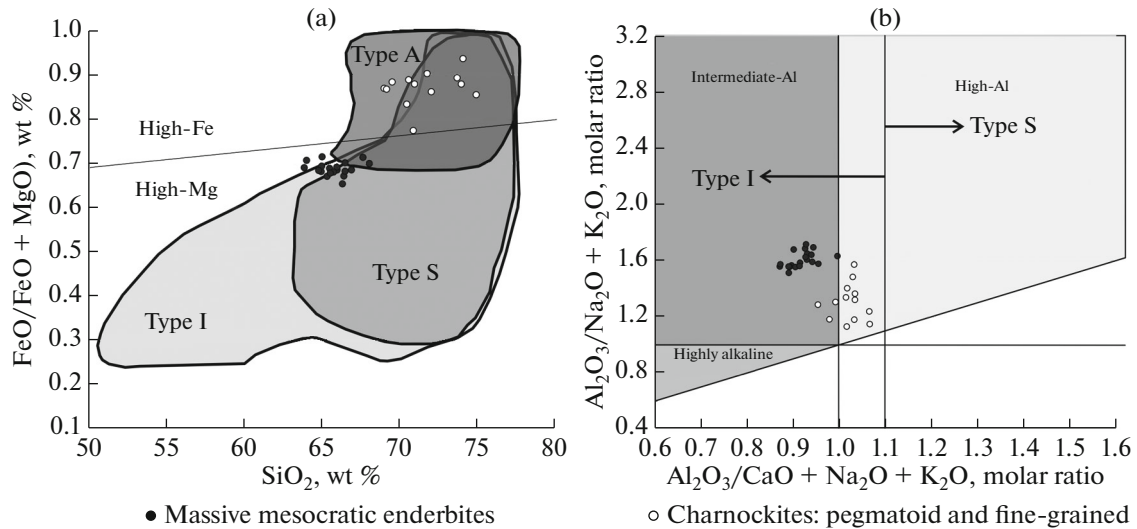 (a)
1.0
0.9
0.8
0.7
0.6
0.5
0.4
0.3
0.2
0.1
FeO/FeO + MgO), wt %
Type A
High-Fe
High-Mg
Type S
Type I
50 55 60 65 70 75 80
SiO₂, wt %
(b)
3.2
2.8
2.4
2.0
1.6
1.2
0.8
0.4
Al₂O₃/Na₂O + K₂O, molar ratio
Intermediate-Al
High-Al
Type S
Type I
Highly alkaline
0.6 0.7 0.8 0.9 1.0 1.1 1.2 1.3 1.4 1.5 1.6
Al₂O₃/CaO + Na₂O + K₂O, molar ratio
Massive mesocratic enderbites
Charnockites: pegmatoid and fine-grained